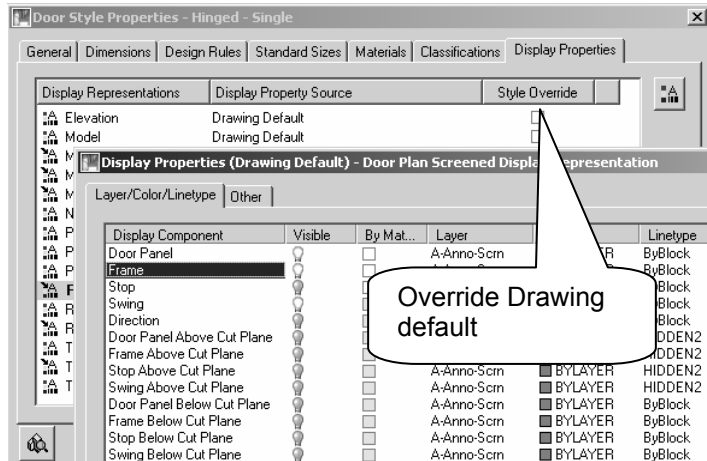 Door Style Properties - Hinged - Single
General Dimensions Design Rules Standard Sizes Materials Classifications Display Properties
Display Representations Display Property Source Style Override
Elevation Drawing Default
Model Drawing Default
M
Display Properties (Drawing Default) - Door Plan Screened Display Representation
M
Layer/Color/Linetype Other
M
N
P
Display Component Visible By Mat... Layer Linetype
P
Door Panel A-Anno-Scrn ByBlock
P
Frame ByBlock
F
Stop ByBlock
R
Swing ByBlock
R
Direction ByBlock
T
Door Panel Above Cut Plane HIDDEN2
T
Frame Above Cut Plane HIDDEN2
T
Stop Above Cut Plane A-Anno-Scrn BYLAYER HIDDEN2
Swing Above Cut Plane A-Anno-Scrn BYLAYER HIDDEN2
Door Panel Below Cut Plane A-Anno-Scrn BYLAYER ByBlock
Frame Below Cut Plane A-Anno-Scrn BYLAYER ByBlock
Stop Below Cut Plane A-Anno-Scrn BYLAYER ByBlock
Swing Below Cut Plane A-Anno-Scrn BYLAYER ByBlock
Override Drawing
default